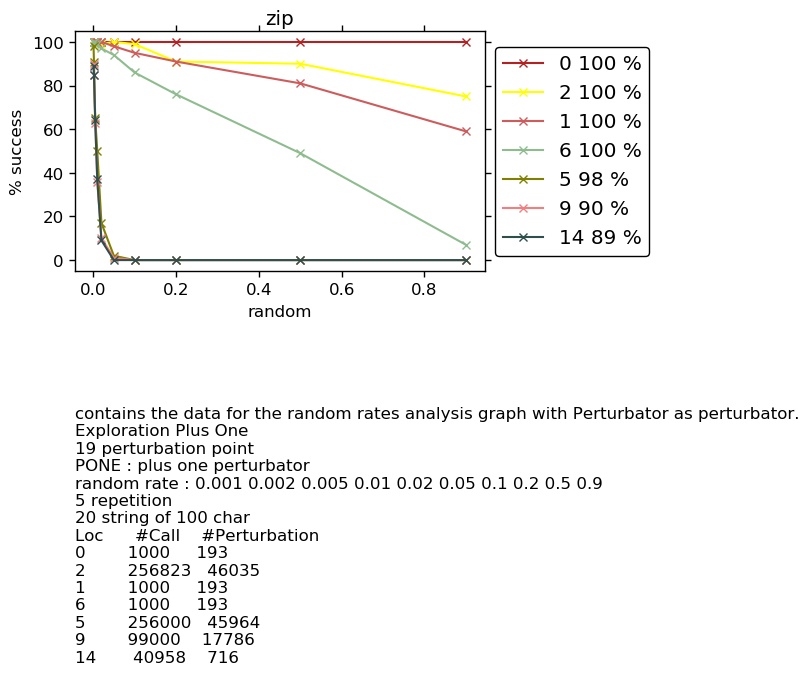 zip
100
80
60
40
20
0
% success
0.0 0.2 0.4 0.6 0.8
random
0 100 %
2 100 %
1 100 %
6 100 %
5 98 %
9 90 %
14 89 %
contains the data for the random rates analysis graph with Perturbator as perturbator.
Exploration Plus One
19 perturbation point
PONE : plus one perturbator
random rate : 0.001 0.002 0.005 0.01 0.02 0.05 0.1 0.2 0.5 0.9
5 repetition
20 string of 100 char
Loc #Call #Perturbation
0 1000 193
2 256823 46035
1 1000 193
6 1000 193
5 256000 45964
9 99000 17786
14 40958 716